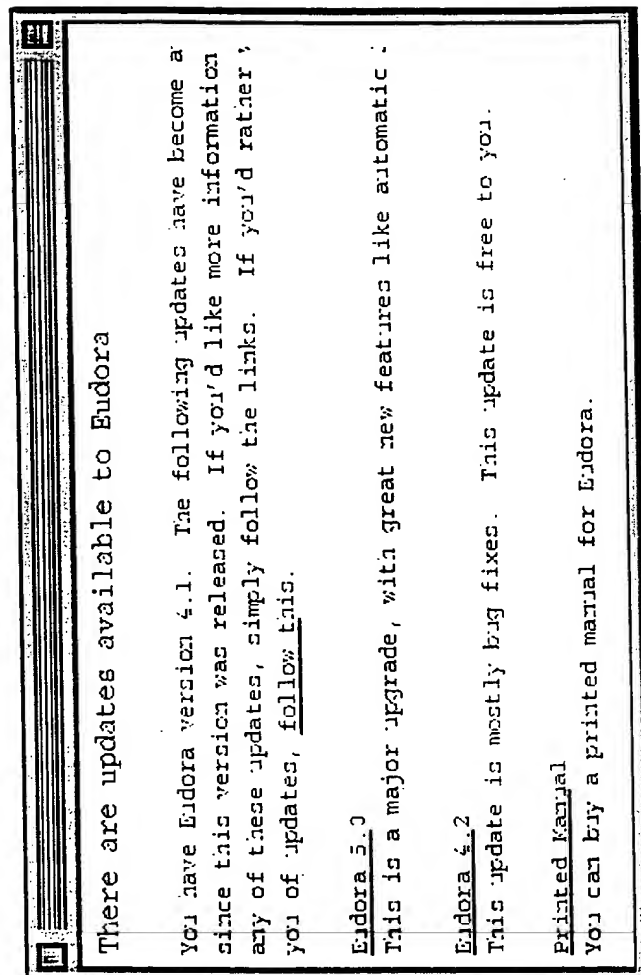 There are updates available to Eudora
You have Eudora version 4.1. The following updates have become a
since this version was released. If you'd like more information
any of these updates, simply follow the links. If you'd rather
you of updates, follow this.
Eudora 5.0
This is a major upgrade, with great new features like automatic
Eudora 4.2
This update is mostly bug fixes. This update is free to you.
Printed Manual
You can buy a printed manual for Eudora.